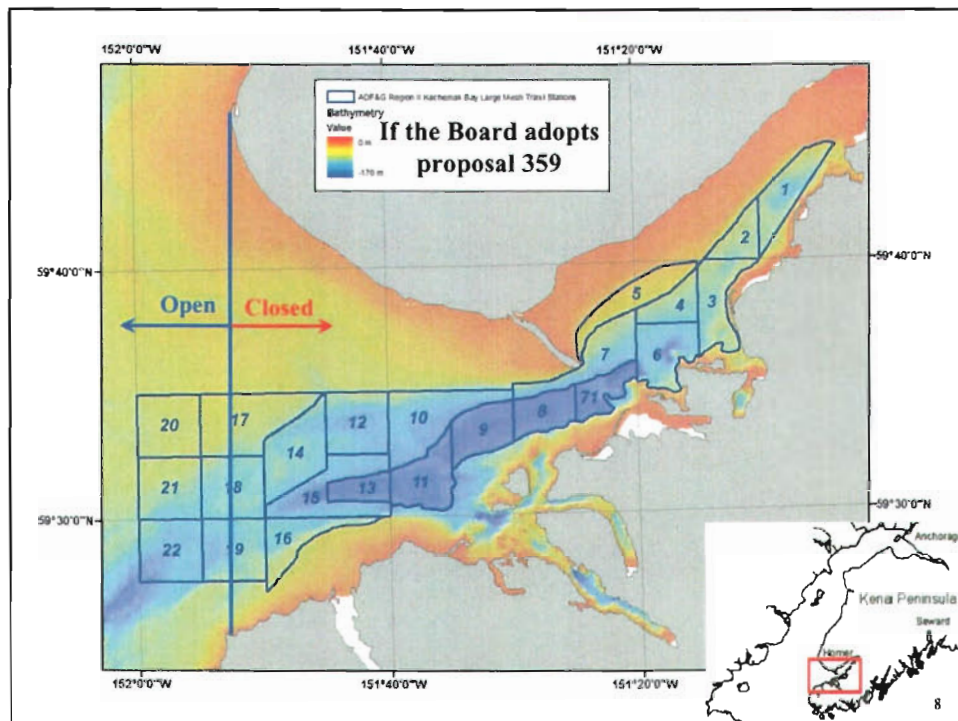 152°0'0"W
151°40'0"W
151°20'0"W
ADF&G Region II Kachemak Bay Large Mesh Trawl Stations
Bathymetry
Value
0 m
-170 m
If the Board adopts
proposal 359
1
2
59°40'0"N
59°40'0"N
5
4
3
Open
Closed
7
6
71
8
20
17
12
10
9
14
21
18
15
13
11
59°30'0"N
59°30'0"N
22
19
16
Anchorag
Kenai Peninsula
Seward
Homer
152°0'0"W
151°40'0"W
151°20'0"W
8